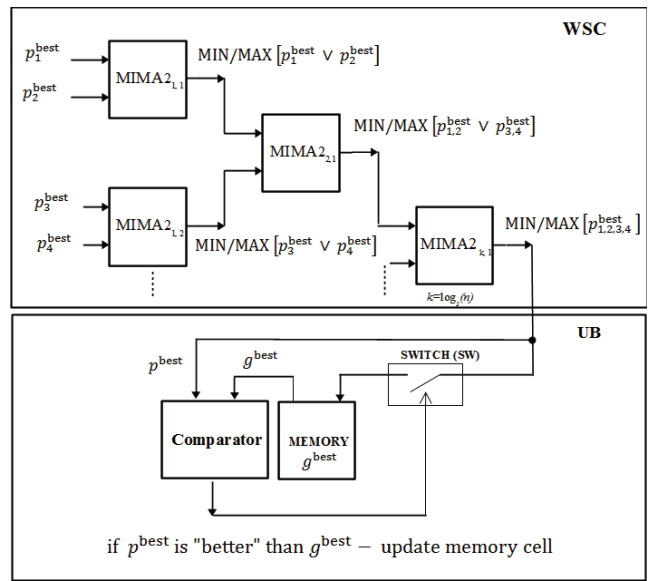 WSC
p₁^best
p₂^best
MIMA2₁,₁
MIN/MAX [p₁^best ∨ p₂^best]
MIMA2₂,₁
MIN/MAX [p₁,₂^best ∨ p₃,₄^best]
p₃^best
p₄^best
MIMA2₁,₂
MIN/MAX [p₃^best ∨ p₄^best]
MIMA2ₖ,₁
MIN/MAX [p₁,₂,₃,₄^best]
k=log₂(n)
UB
SWITCH (SW)
p^best
g^best
Comparator
MEMORY
g^best
if p^best is "better" than g^best − update memory cell